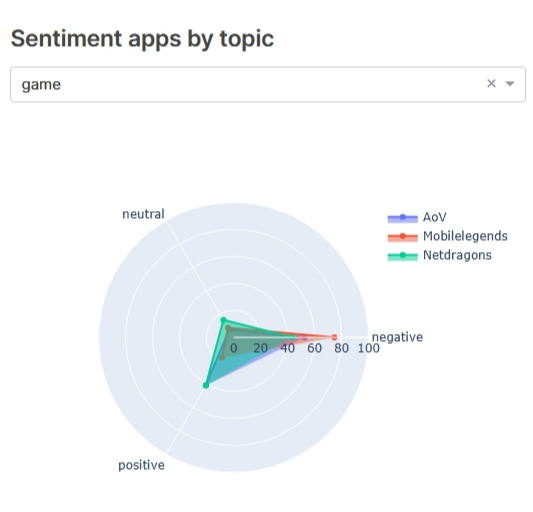 Sentiment apps by topic
game
neutral
AoV
Mobilelegends
Netdragons
negative
0 20 40 60 80 100
positive